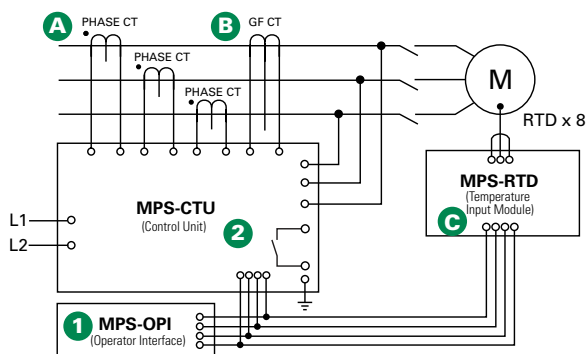 A PHASE CT
B GF CT
PHASE CT
PHASE CT
M
RTD x 8
MPS-CTU
(Control Unit)
2
L1
L2
MPS-RTD
(Temperature
Input Module)
C
1 MPS-OPI
(Operator Interface)